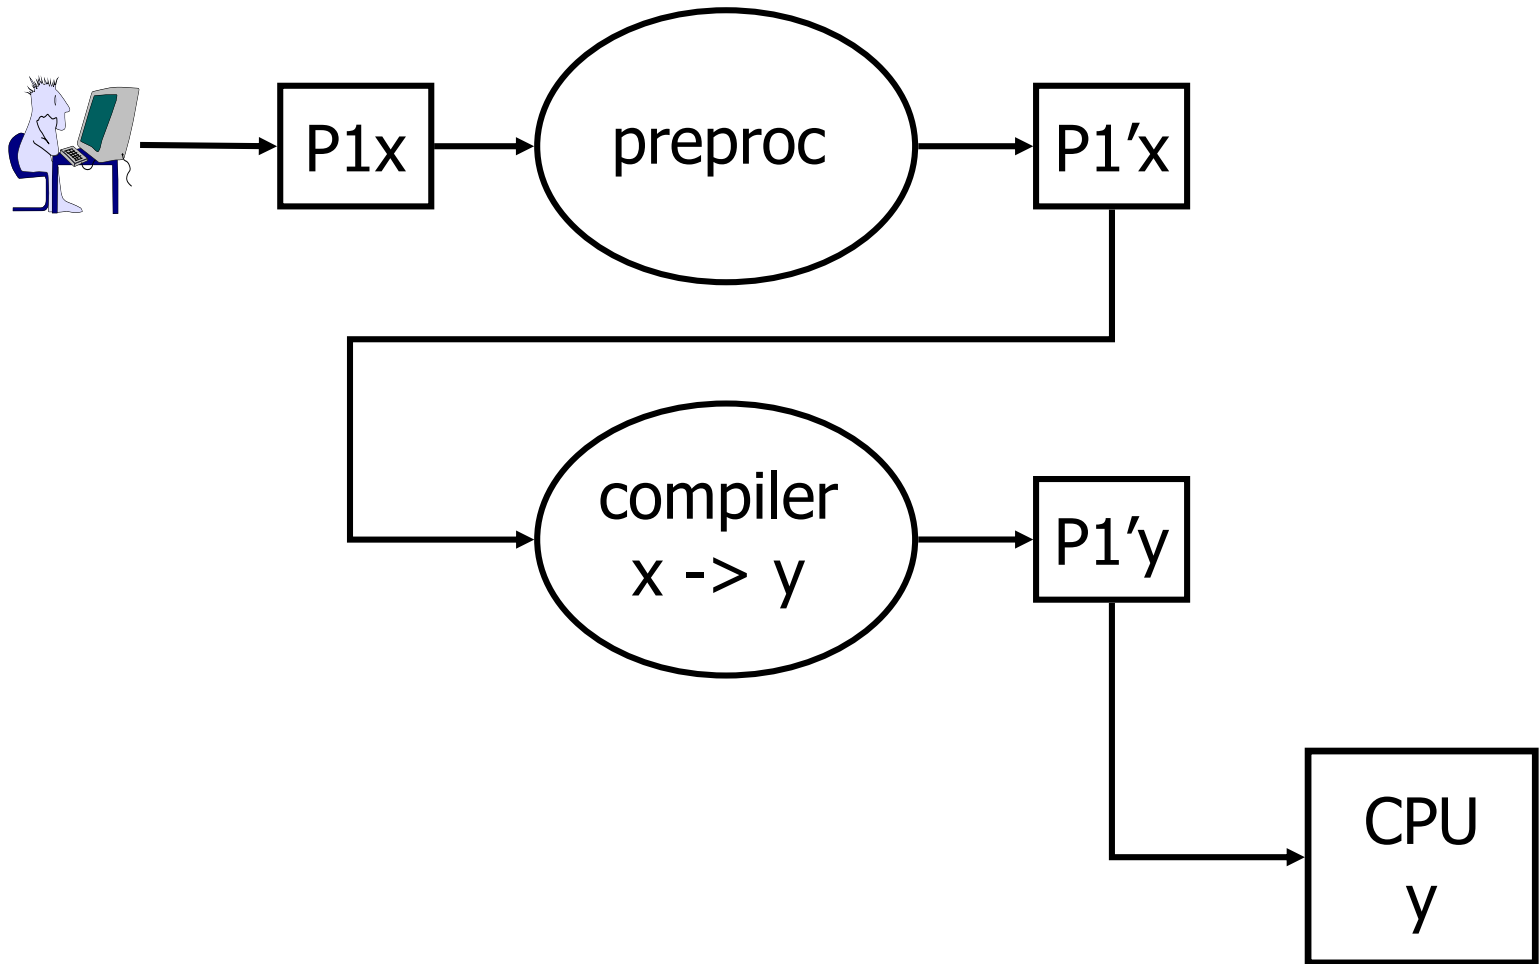 P1x
preproc
P1’x
compiler
x -> y
P1’y
CPU
y